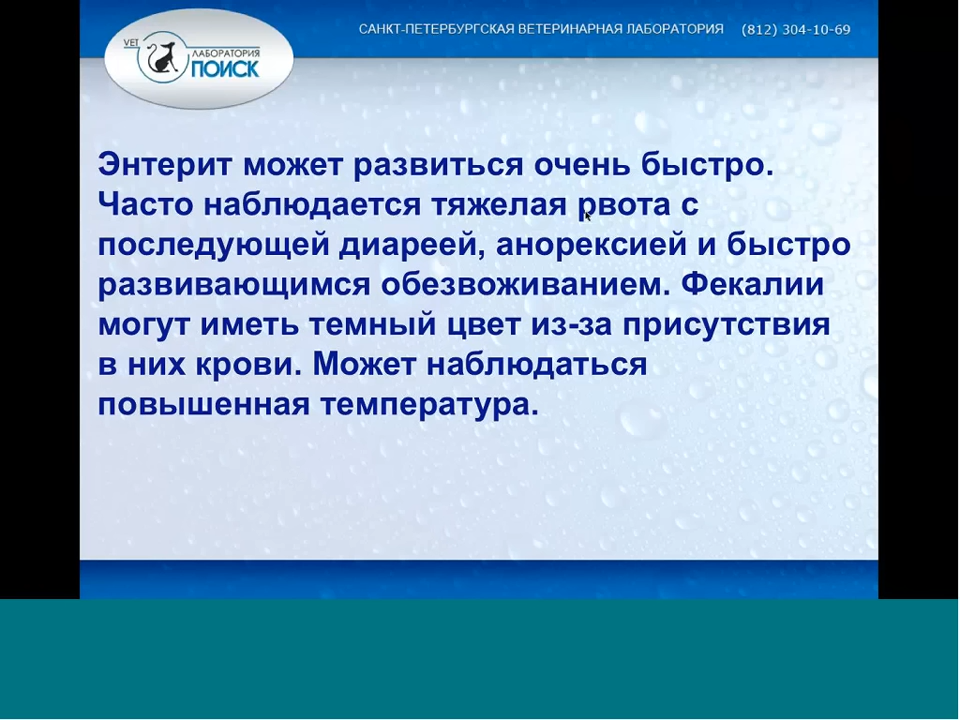 VET
ЛАБОРАТОРИЯ
ПОИСК
САНКТ-ПЕТЕРБУРГСКАЯ ВЕТЕРИНАРНАЯ ЛАБОРАТОРИЯ (812) 304-10-69
Энтерит может развиться очень быстро.
Часто наблюдается тяжелая рвота с
последующей диареей, анорексией и быстро
развивающимся обезвоживанием. Фекалии
могут иметь темный цвет из-за присутствия
в них крови. Может наблюдаться
повышенная температура.